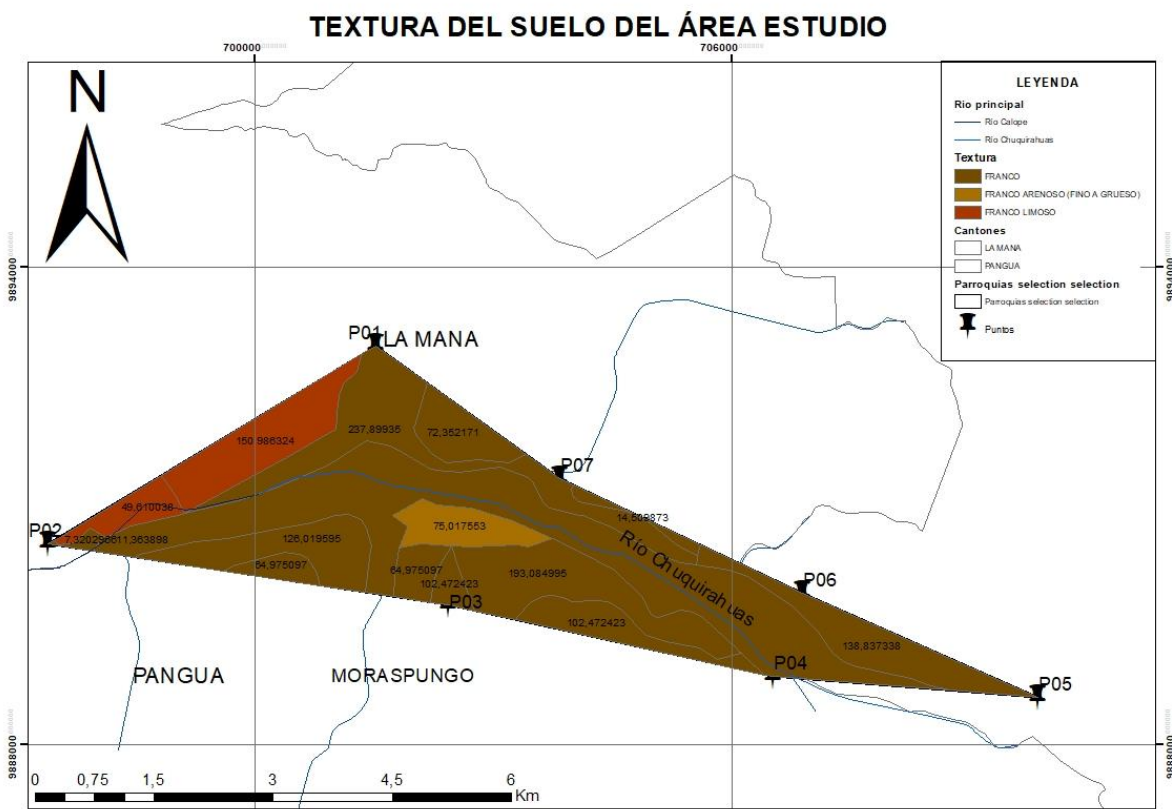 TEXTURA DEL SUELO DEL ÁREA ESTUDIO
700000
706000
N
LEYENDA
Rio principal
Río Calope
Río Chuquirahuas
Textura
FRANCO
FRANCO ARENOSO (FINO A GRUESO)
FRANCO LIMOSO
Cantones
LA MANA
PANGUA
Parroquias selection selection
Parroquias selection selection
Puntos
9894000
9894000
P01
LA MANA
237,89935
72,352171
150,986324
P07
49,610036
14,509873
P02
126,019595
75,017553
Río Chuquirahuas
64,975097
64,975097
193,084995
102,472423
P06
P03
102,472423
138,837338
P04
PANGUA
MORASPUNGO
P05
9888000
9888000
0 0,75 1,5 3 4,5 6
Km